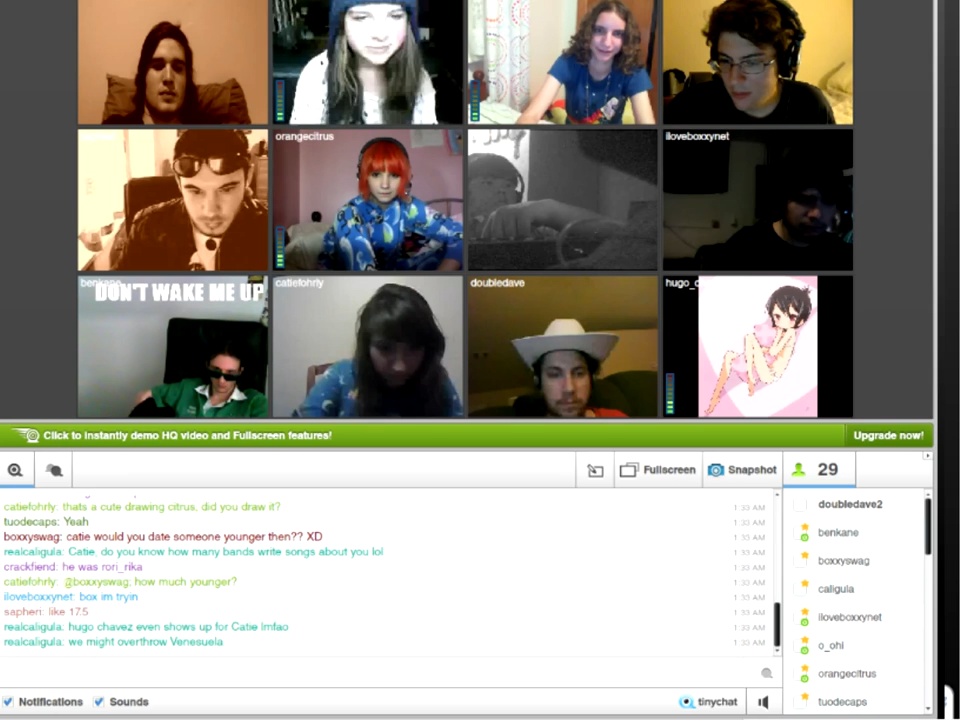 orangecitrus
iloveboxxynet
benkane
DON'T WAKE ME UP
catiefohrly
doubledave
Click to instantly demo HQ video and Fullscreen features!
Upgrade now!
Fullscreen
Snapshot
29
catiefohrly: thats a cute drawing citrus, did you draw it? 1:33 AM
tuodecaps: Yeah 1:33 AM
boxxyswag: catie would you date someone younger then?? XD 1:33 AM
realcaligula: Catie, do you know how many bands write songs about you lol 1:33 AM
crackfiend: he was rori_rika 1:33 AM
catiefohrly: @boxxyswag; how much younger? 1:33 AM
iloveboxxynet: box im tryin 1:33 AM
sapheri: like 17.5 1:33 AM
realcaligula: hugo chavez even shows up for Catie lmfao 1:33 AM
realcaligula: we might overthrow Venesuela 1:33 AM
doubledave2
benkane
boxxyswag
caligula
iloveboxxynet
o_ohl
orangecitrus
tuodecaps
Notifications
Sounds
tinychat